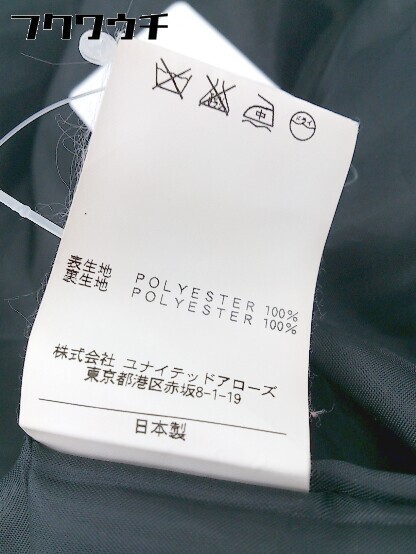 フクワウチ
中
ドライ
表生地 POLYESTER 100%
裏生地 POLYESTER 100%
株式会社 ユナイテッドアローズ
東京都港区赤坂8-1-19
日本製